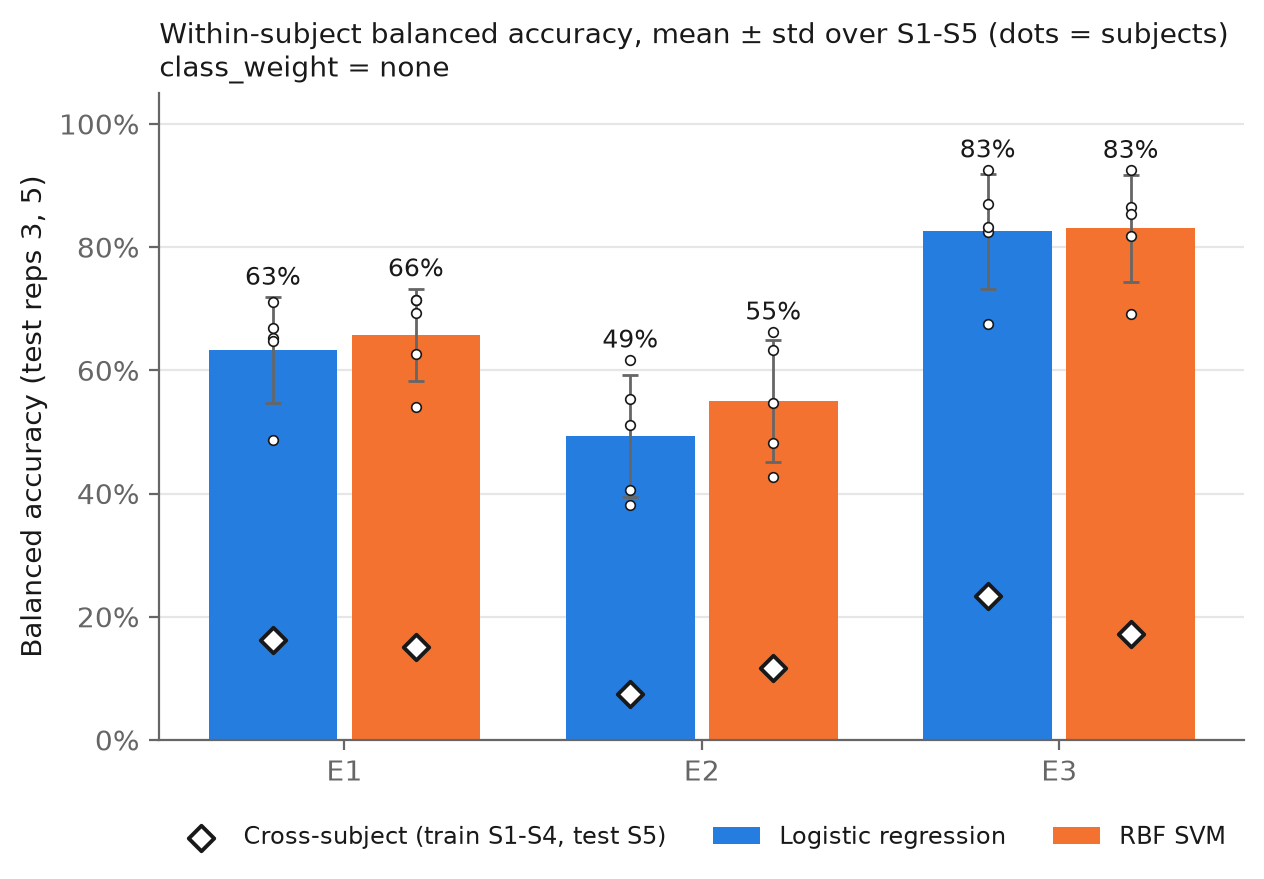 Within-subject balanced accuracy, mean ± std over S1-S5 (dots = subjects)
class_weight = none
Balanced accuracy (test reps 3, 5)
100%
80%
60%
40%
20%
0%
63%
66%
49%
55%
83%
83%
E1
E2
E3
Cross-subject (train S1-S4, test S5)
Logistic regression
RBF SVM